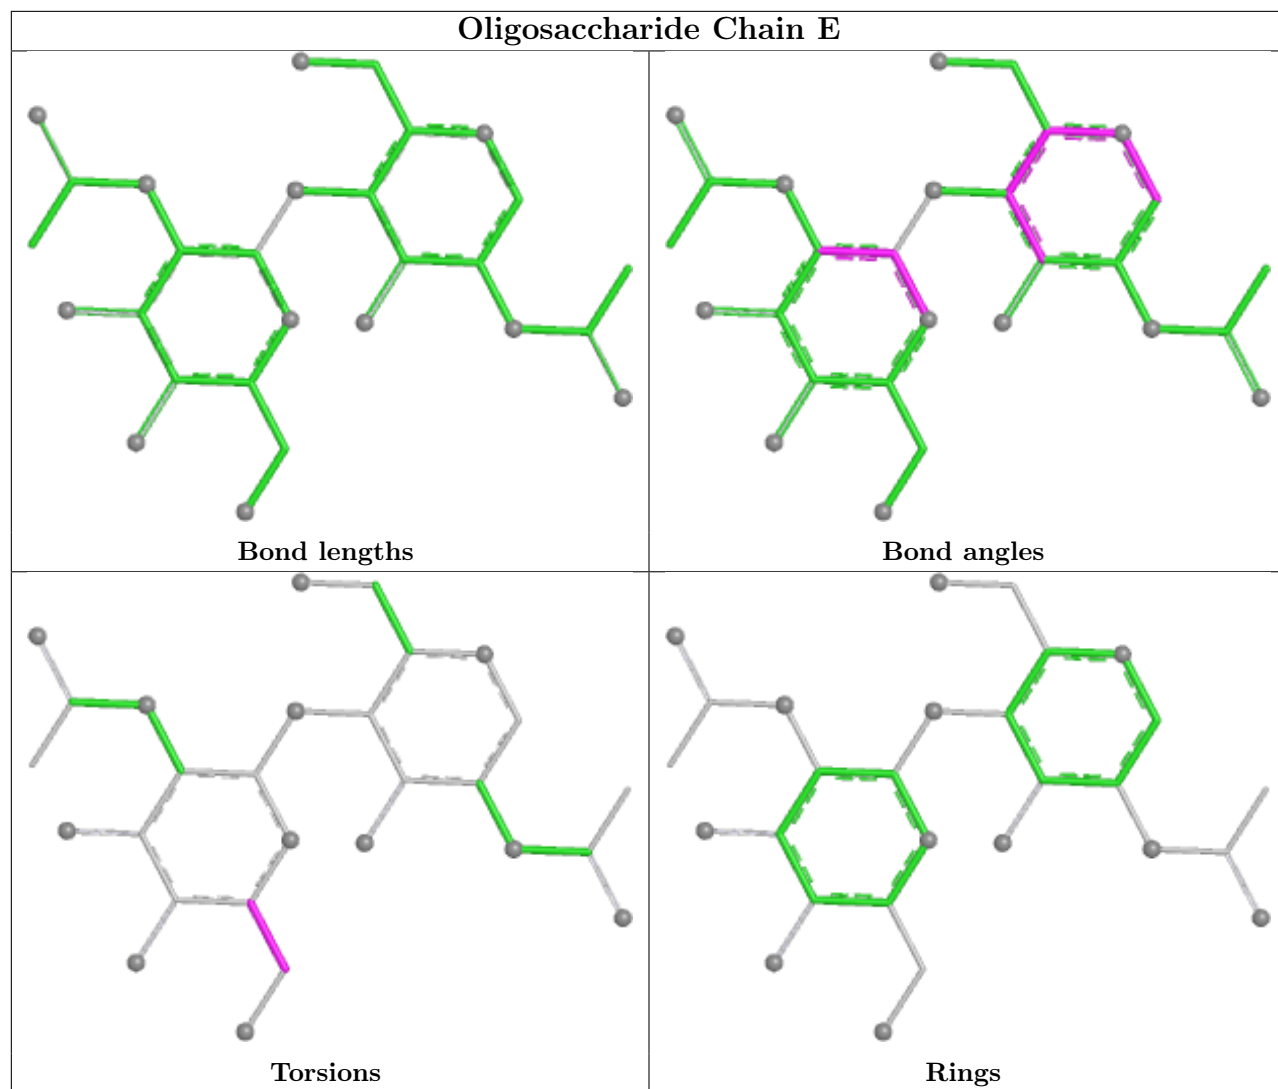 Oligosaccharide Chain E
Bond lengths
Bond angles
Torsions
Rings